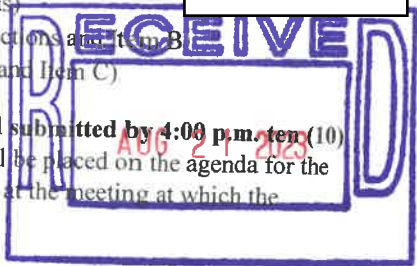 RECEIVED
ctions and Item B
and Item C)
submitted by 4:00 p.m. ten (10)
AUG 21 2023
be placed on the agenda for the
at the meeting at which the